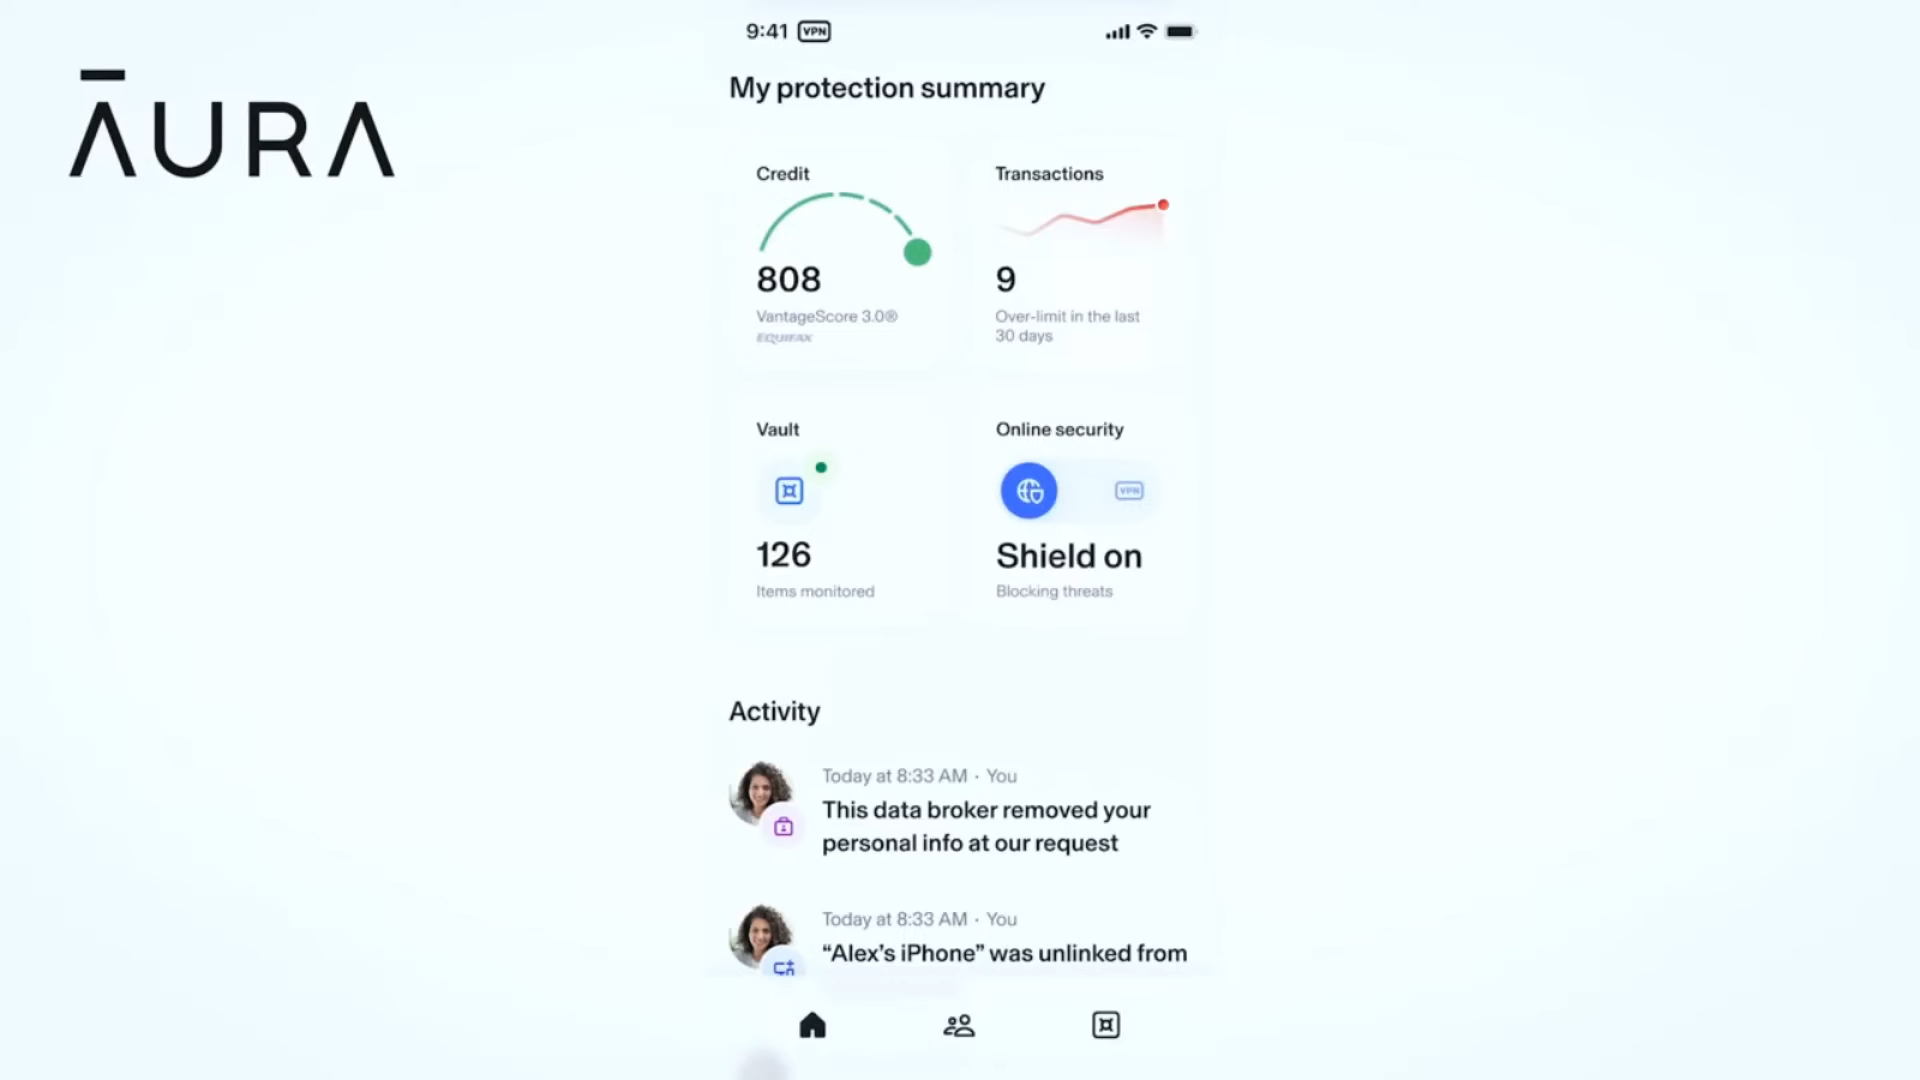 ĀURA
9:41 VPN
My protection summary
Credit
808
VantageScore 3.0®
EQUIFAX
Transactions
9
Over-limit in the last
30 days
Vault
126
Items monitored
Online security
VPN
Shield on
Blocking threats
Activity
Today at 8:33 AM · You
This data broker removed your
personal info at our request
Today at 8:33 AM · You
“Alex’s iPhone” was unlinked from